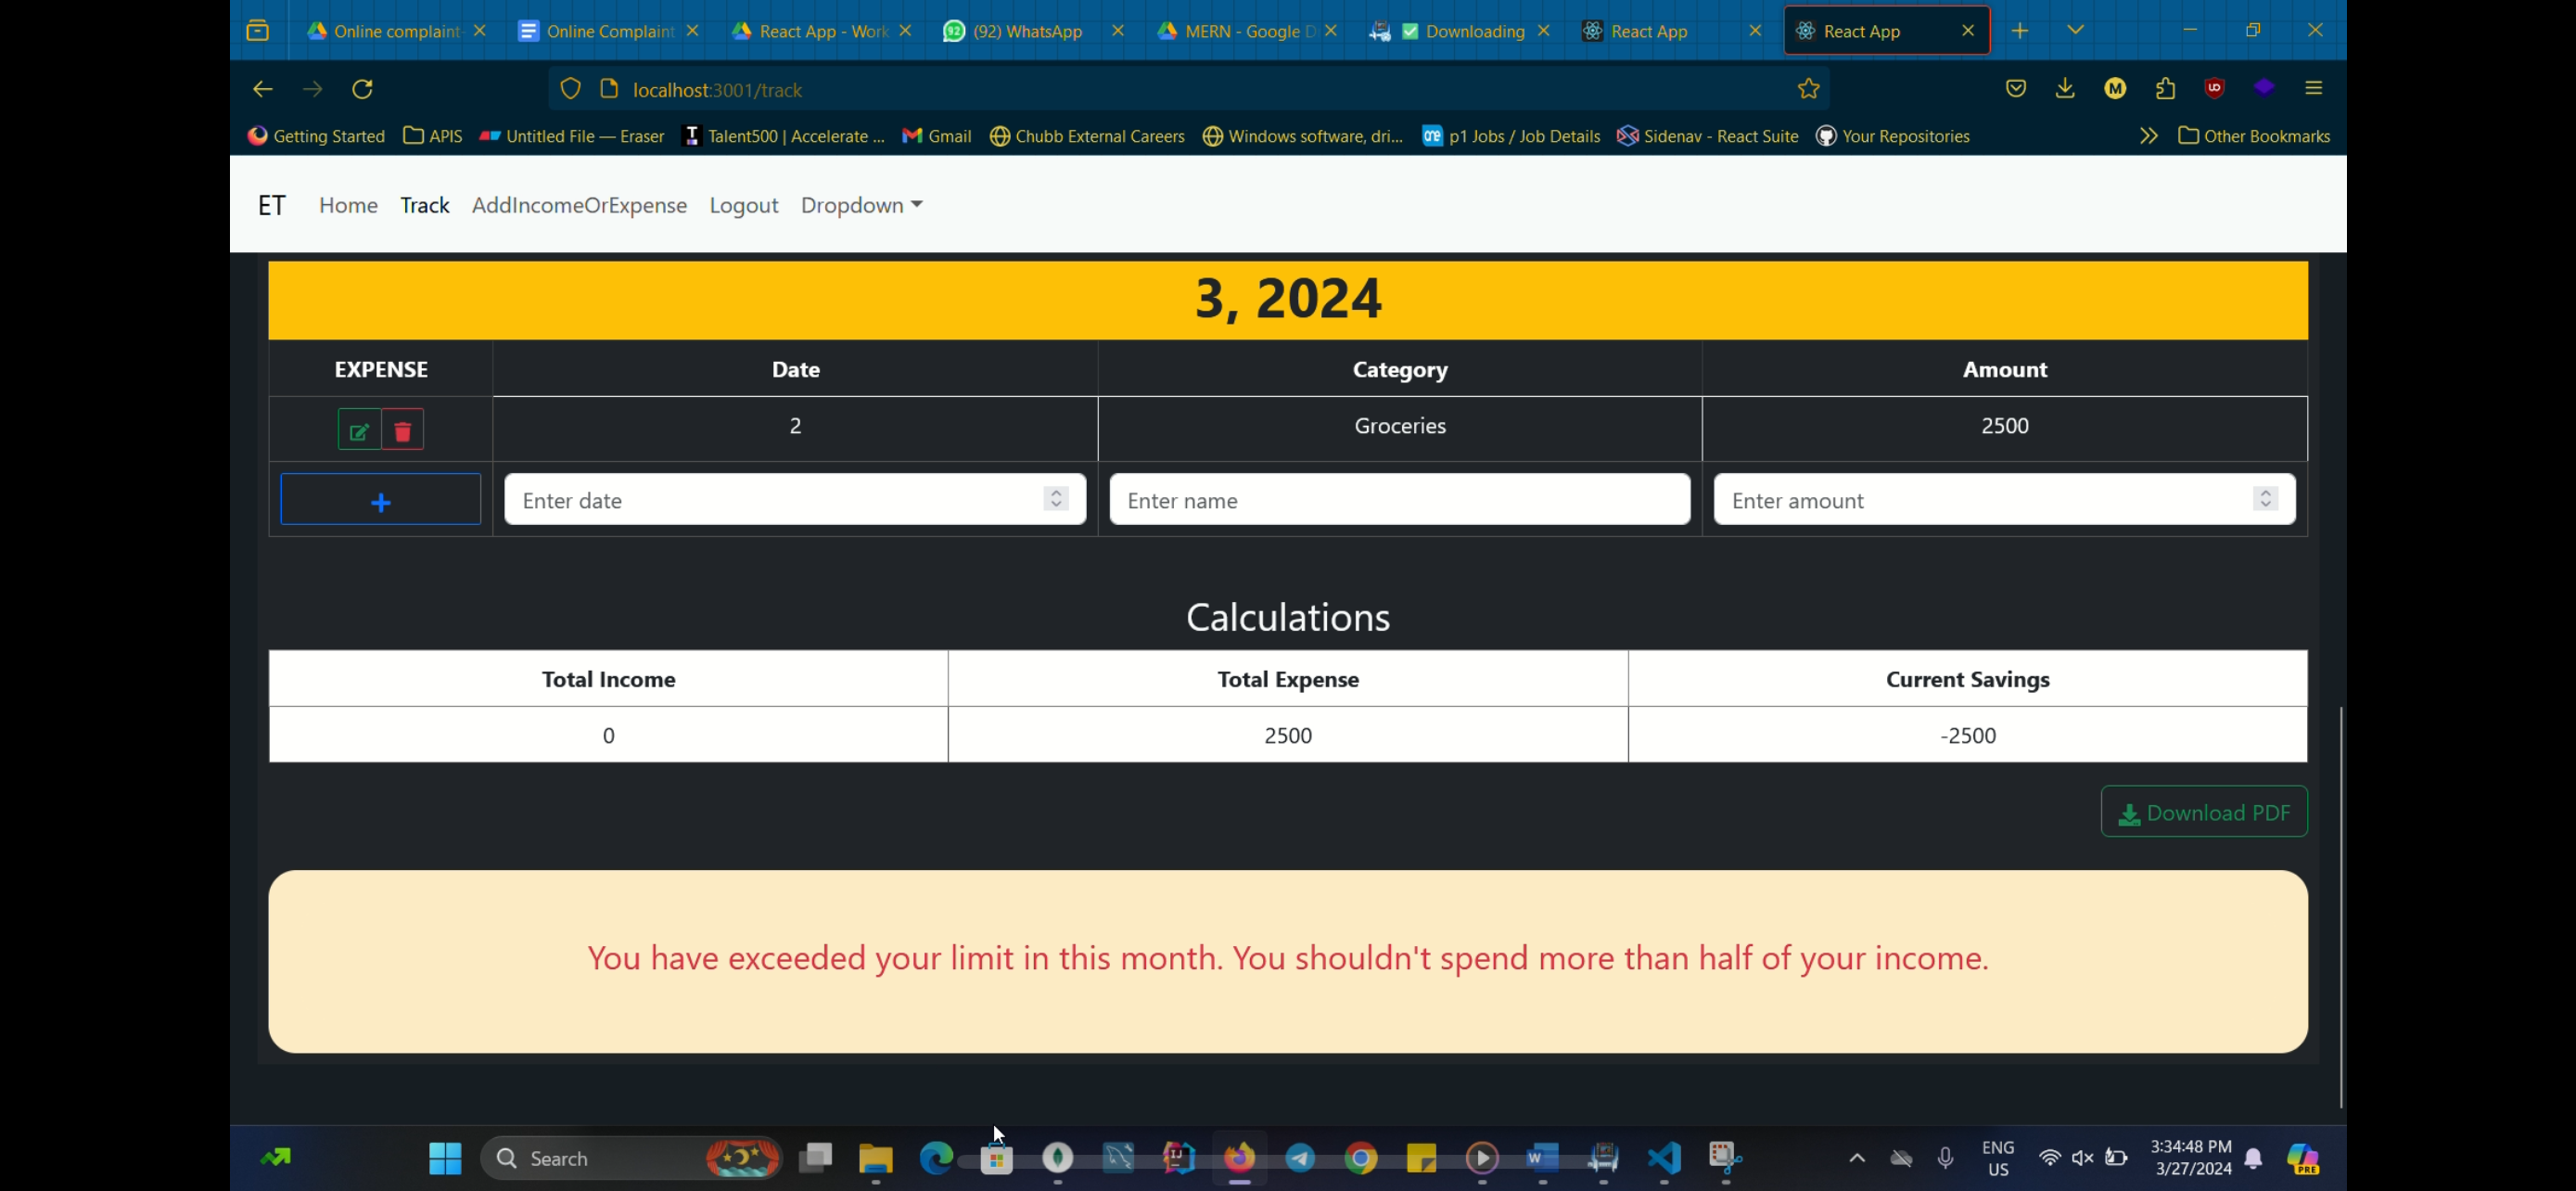 Online complaint
Online Complaint
React App - Work
92 (92) WhatsApp
MERN - Google D
Downloading
React App
React App
localhost:3001/track
M
Getting Started
APIS
Untitled File — Eraser
T Talent500 | Accelerate ...
Gmail
Chubb External Careers
Windows software, dri...
p1 Jobs / Job Details
Sidenav - React Suite
Your Repositories
Other Bookmarks
ET Home Track AddIncomeOrExpense Logout Dropdown
3, 2024
EXPENSE Date Category Amount
2 Groceries 2500
+ Enter date Enter name Enter amount
Calculations
Total Income Total Expense Current Savings
0 2500 -2500
Download PDF
You have exceeded your limit in this month. You shouldn't spend more than half of your income.
Search
ENG
US
3:34:48 PM
3/27/2024
PRE